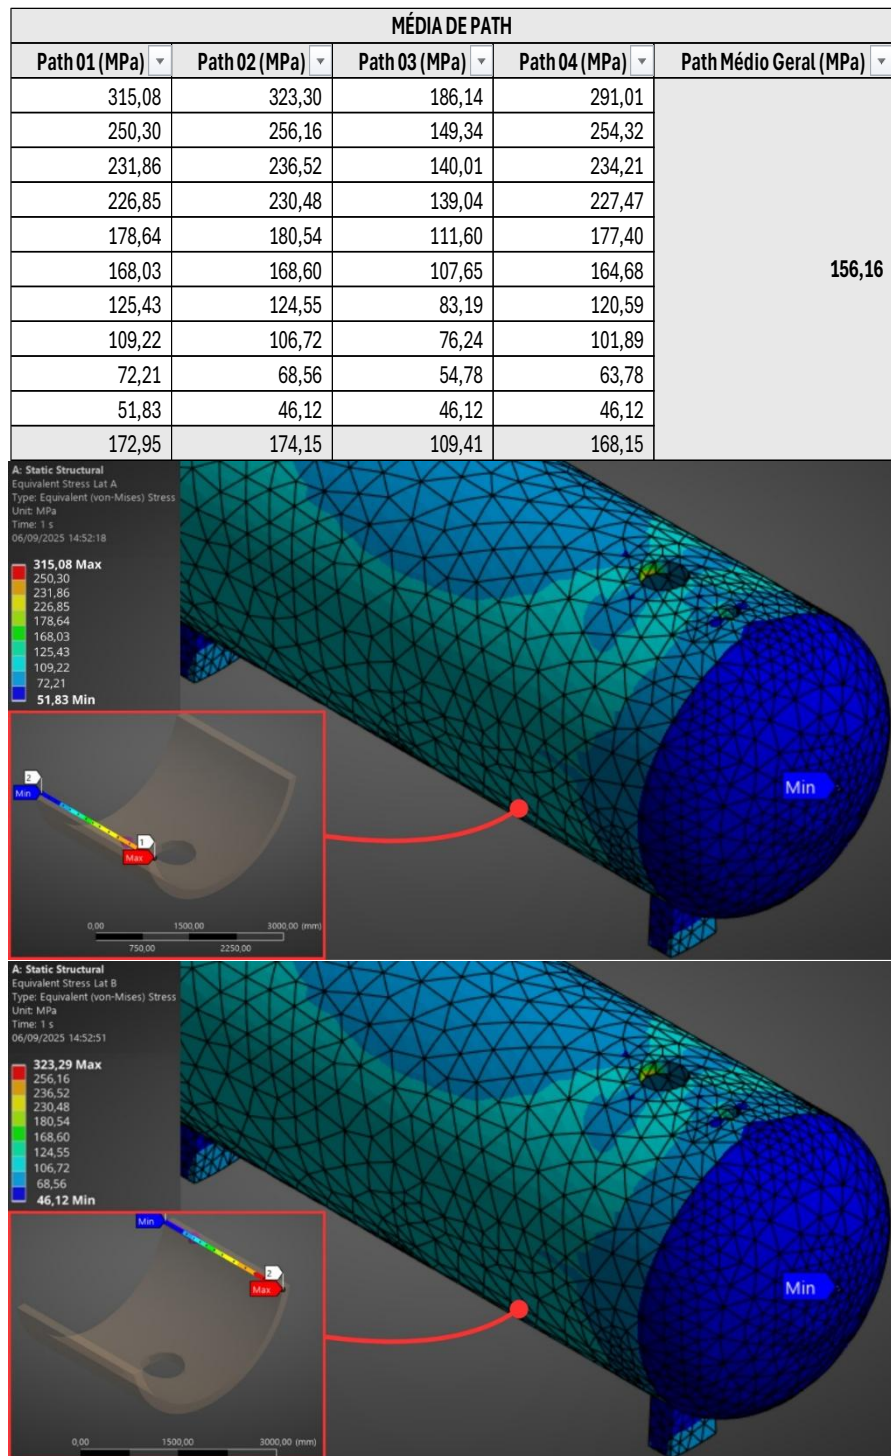 MÉDIA DE PATH
Path 01 (MPa) Path 02 (MPa) Path 03 (MPa) Path 04 (MPa) Path Médio Geral (MPa)
315,08 323,30 186,14 291,01
250,30 256,16 149,34 254,32
231,86 236,52 140,01 234,21
226,85 230,48 139,04 227,47
178,64 180,54 111,60 177,40
168,03 168,60 107,65 164,68 156,16
125,43 124,55 83,19 120,59
109,22 106,72 76,24 101,89
72,21 68,56 54,78 63,78
51,83 46,12 46,12 46,12
172,95 174,15 109,41 168,15
A: Static Structural
Equivalent Stress Lat A
Type: Equivalent (von-Mises) Stress
Unit: MPa
Time: 1 s
06/09/2025 14:52:18
315,08 Max
250,30
231,86
226,85
178,64
168,03
125,43
109,22
72,21
51,83 Min
2
Min
1
Max
Min
0,00 1500,00 3000,00 (mm)
750,00 2250,00
A: Static Structural
Equivalent Stress Lat B
Type: Equivalent (von-Mises) Stress
Unit: MPa
Time: 1 s
06/09/2025 14:52:51
323,29 Max
256,16
236,52
230,48
180,54
168,60
124,55
106,72
68,56
46,12 Min
Min
2
Max
Min
0,00 1500,00 3000,00 (mm)